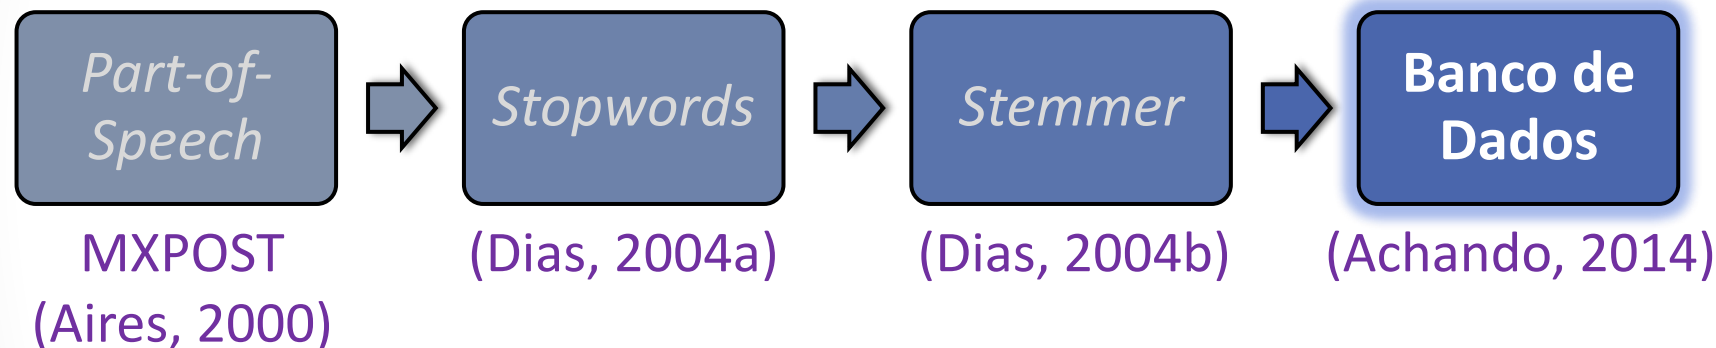 Part-of-
Speech
Stopwords
Stemmer
Banco de
Dados
MXPOST
(Aires, 2000)
(Dias, 2004a)
(Dias, 2004b)
(Achando, 2014)